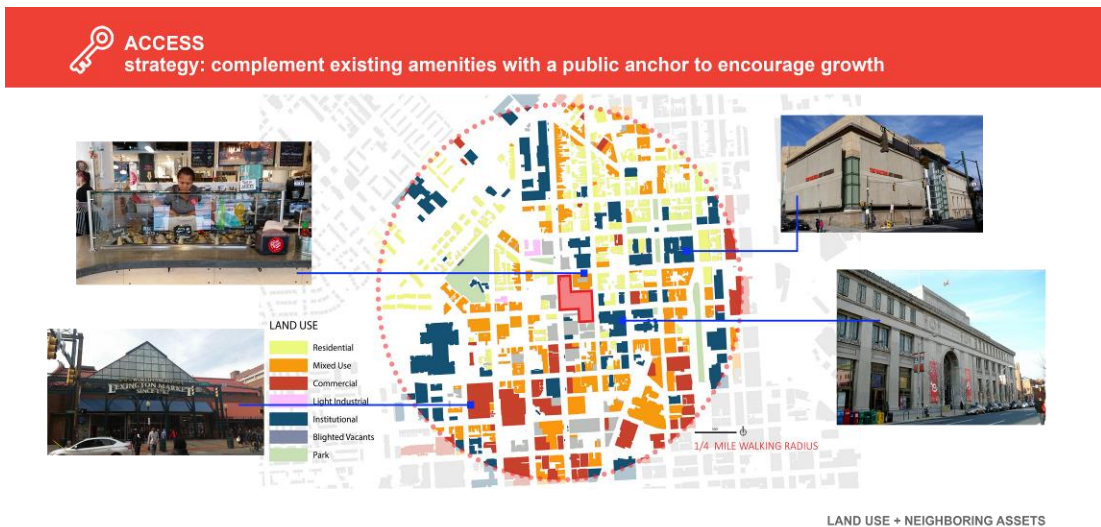 ACCESS
strategy: complement existing amenities with a public anchor to encourage growth
LAND USE
Residential
Mixed Use
Commercial
Light Industrial
Institutional
Blighted Vacants
Park
LEXINGTON MARKET
1/4 MILE WALKING RADIUS
LAND USE + NEIGHBORING ASSETS